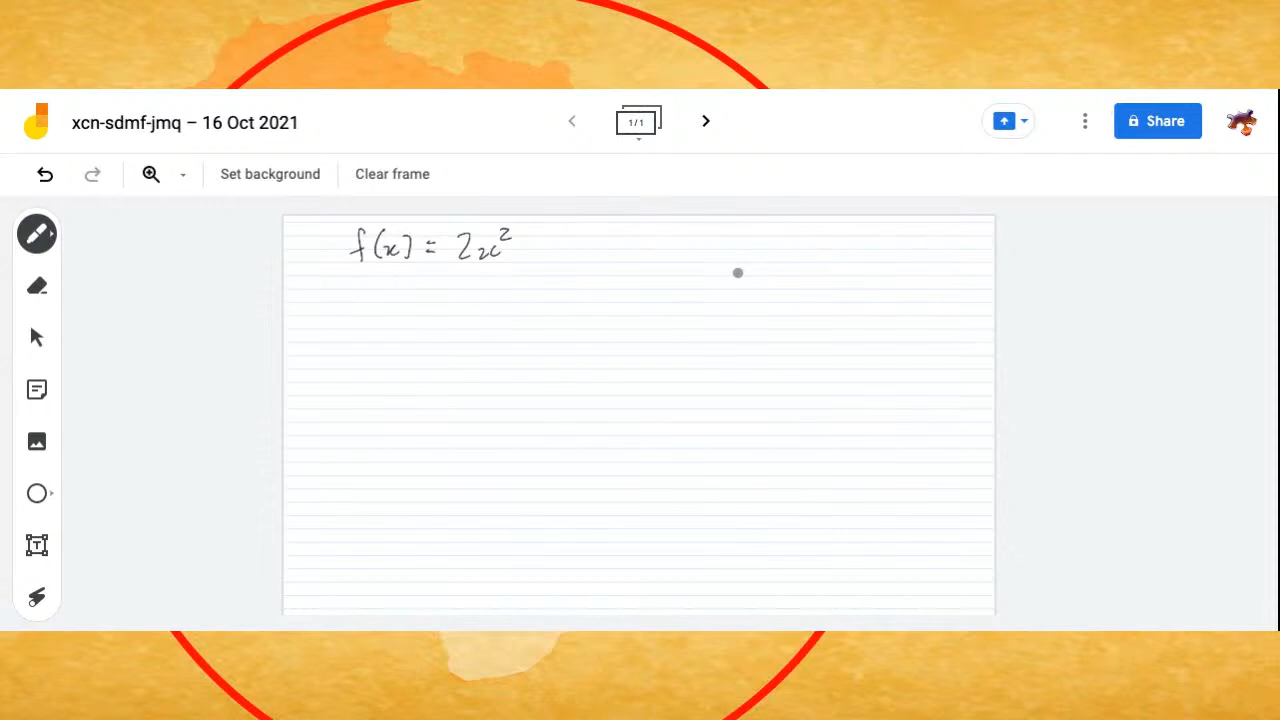 xcn-sdmf-jmq – 16 Oct 2021
1/1
Share
Set background
Clear frame
f(x) = 2x²
T